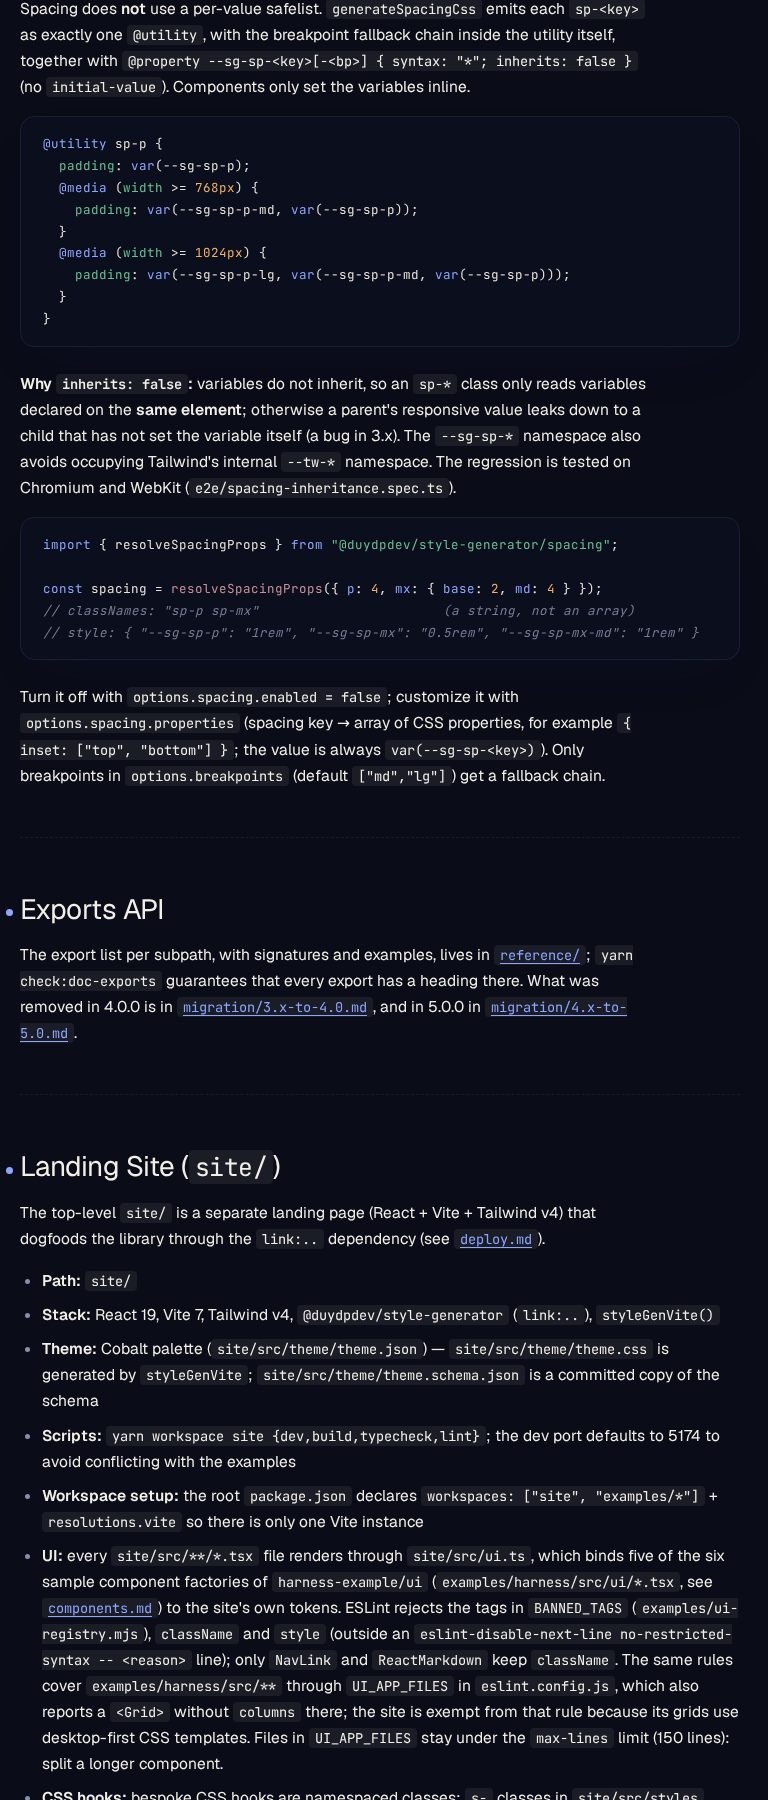 Spacing does not use a per-value safelist. generateSpacingCss emits each sp-<key>
as exactly one @utility, with the breakpoint fallback chain inside the utility itself,
together with @property --sg-sp-<key>[-<bp>] { syntax: "*"; inherits: false }
(no initial-value). Components only set the variables inline.
@utility sp-p {
  padding: var(--sg-sp-p);
  @media (width >= 768px) {
    padding: var(--sg-sp-p-md, var(--sg-sp-p));
  }
  @media (width >= 1024px) {
    padding: var(--sg-sp-p-lg, var(--sg-sp-p-md, var(--sg-sp-p)));
  }
}
Why inherits: false: variables do not inherit, so an sp-* class only reads variables
declared on the same element; otherwise a parent's responsive value leaks down to a
child that has not set the variable itself (a bug in 3.x). The --sg-sp-* namespace also
avoids occupying Tailwind's internal --tw-* namespace. The regression is tested on
Chromium and WebKit (e2e/spacing-inheritance.spec.ts).
import { resolveSpacingProps } from "@duydpdev/style-generator/spacing";
const spacing = resolveSpacingProps({ p: 4, mx: { base: 2, md: 4 } });
// classNames: "sp-p sp-mx"                        (a string, not an array)
// style: { "--sg-sp-p": "1rem", "--sg-sp-mx": "0.5rem", "--sg-sp-mx-md": "1rem" }
Turn it off with options.spacing.enabled = false; customize it with
options.spacing.properties (spacing key → array of CSS properties, for example {
inset: ["top", "bottom"] }; the value is always var(--sg-sp-<key>)). Only
breakpoints in options.breakpoints (default ["md","lg"]) get a fallback chain.
Exports API
The export list per subpath, with signatures and examples, lives in reference/; yarn
check:doc-exports guarantees that every export has a heading there. What was
removed in 4.0.0 is in migration/3.x-to-4.0.md, and in 5.0.0 in migration/4.x-to-
5.0.md.
Landing Site (site/)
The top-level site/ is a separate landing page (React + Vite + Tailwind v4) that
dogfoods the library through the link:.. dependency (see deploy.md).
• Path: site/
• Stack: React 19, Vite 7, Tailwind v4, @duydpdev/style-generator (link:..), styleGenVite()
• Theme: Cobalt palette (site/src/theme/theme.json) — site/src/theme/theme.css is
generated by styleGenVite; site/src/theme/theme.schema.json is a committed copy of the
schema
• Scripts: yarn workspace site {dev,build,typecheck,lint}; the dev port defaults to 5174 to
avoid conflicting with the examples
• Workspace setup: the root package.json declares workspaces: ["site", "examples/*"] +
resolutions.vite so there is only one Vite instance
• UI: every site/src/**/*.tsx file renders through site/src/ui.ts, which binds five of the six
sample component factories of harness-example/ui (examples/harness/src/ui/*.tsx, see
components.md) to the site's own tokens. ESLint rejects the tags in BANNED_TAGS (examples/ui-
registry.mjs), className and style (outside an eslint-disable-next-line no-restricted-
syntax -- <reason> line); only NavLink and ReactMarkdown keep className. The same rules
cover examples/harness/src/** through UI_APP_FILES in eslint.config.js, which also
reports a <Grid> without columns there; the site is exempt from that rule because its grids use
desktop-first CSS templates. Files in UI_APP_FILES stay under the max-lines limit (150 lines):
split a longer component.
• CSS hooks: bespoke CSS hooks are namespaced classes: s- classes in site/src/styles